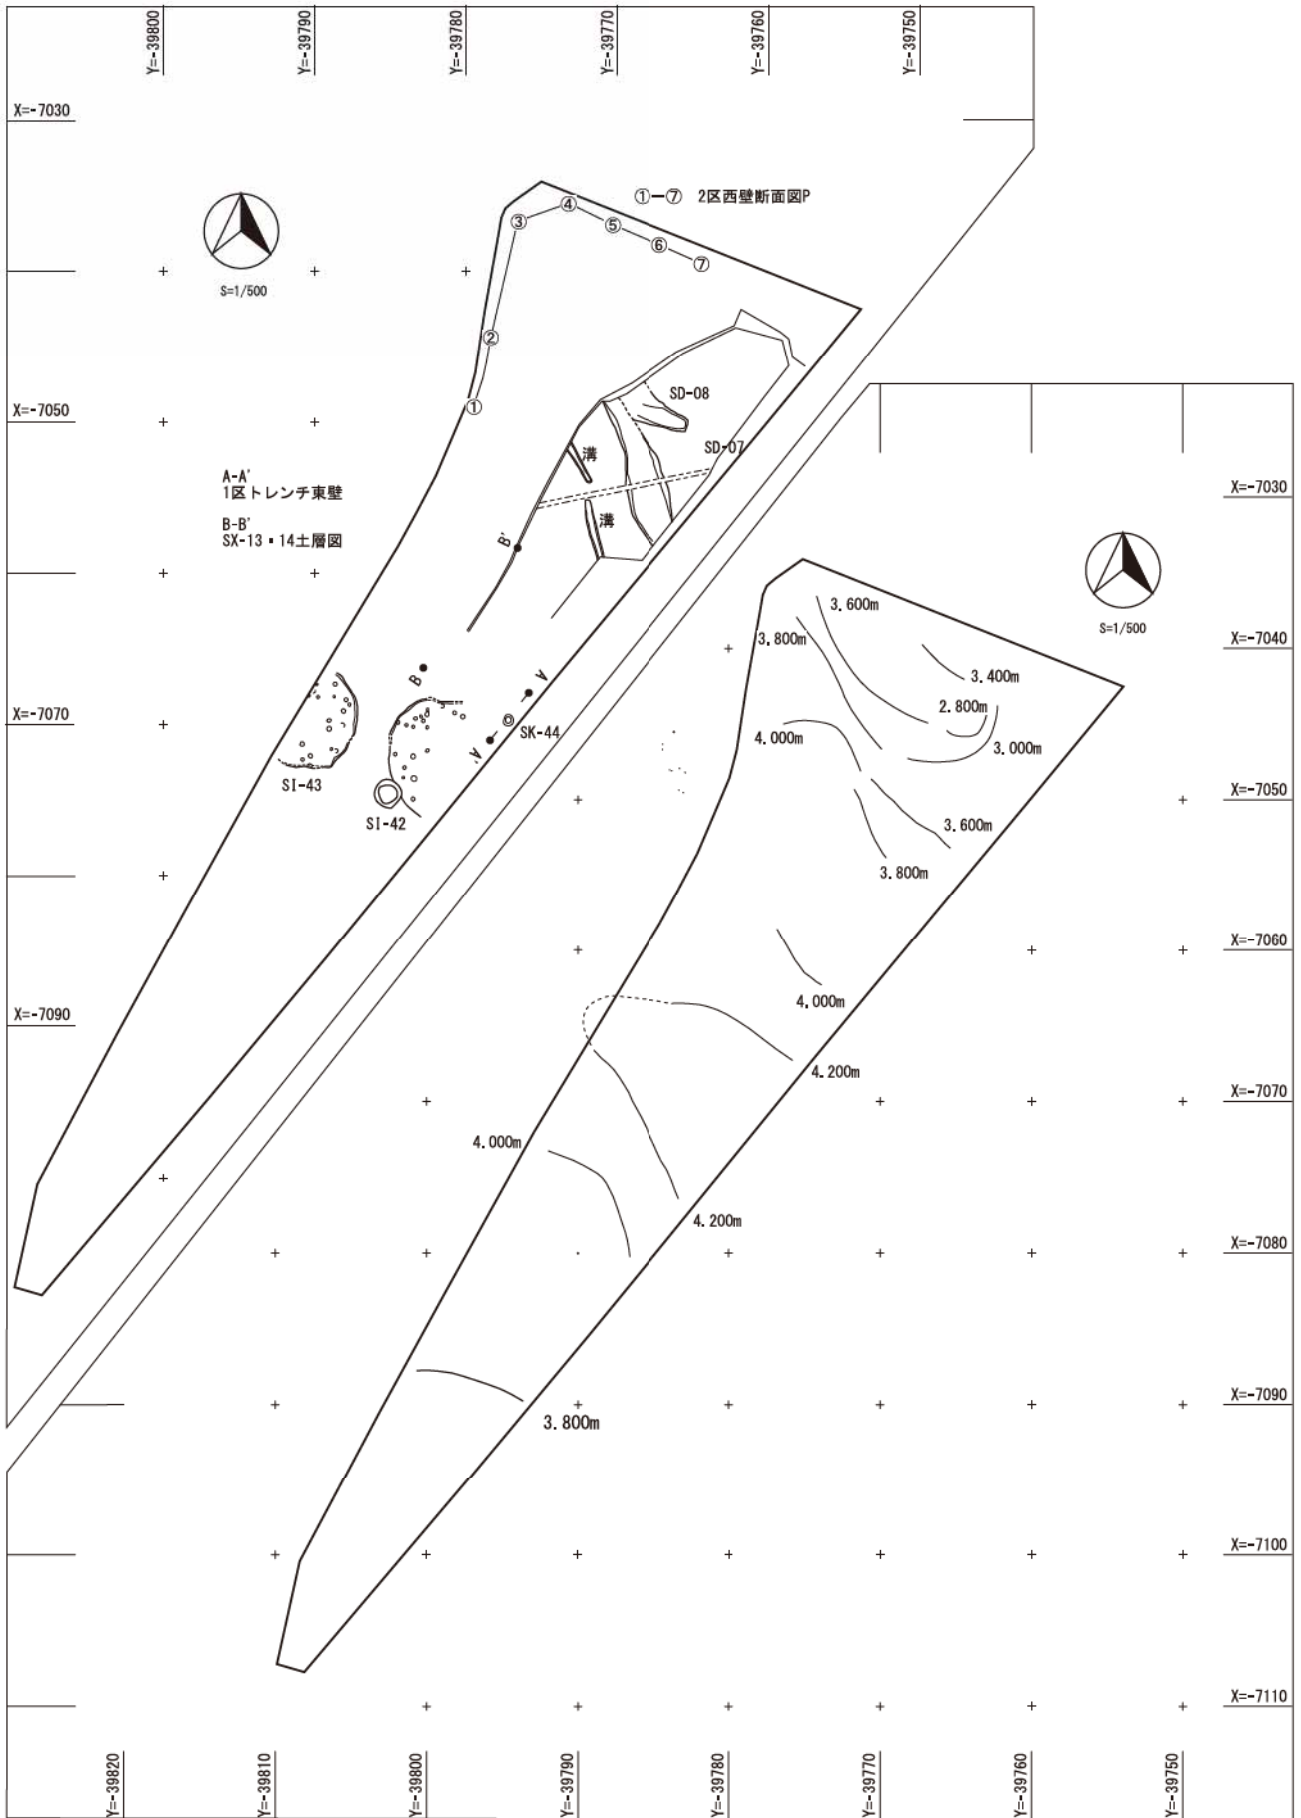 Y=-39800
Y=-39790
Y=-39780
Y=-39770
Y=-39760
Y=-39750
X=-7030
①-⑦ 2区西壁断面図P
③
④
⑤
⑥
⑦
S=1/500
②
①
X=-7050
SD-08
SD-07
溝
A-A'
1区トレンチ東壁
B-B'
SX-13・14土層図
溝
B'
X=-7030
S=1/500
3.600m
3.800m
X=-7040
B
A
3.400m
X=-7070
SK-44
A'
2.800m
4.000m
3.000m
SI-43
SI-42
X=-7050
3.600m
3.800m
X=-7060
4.000m
X=-7090
4.200m
X=-7070
4.000m
4.200m
X=-7080
X=-7090
3.800m
X=-7100
X=-7110
Y=-39820
Y=-39810
Y=-39800
Y=-39790
Y=-39780
Y=-39770
Y=-39760
Y=-39750